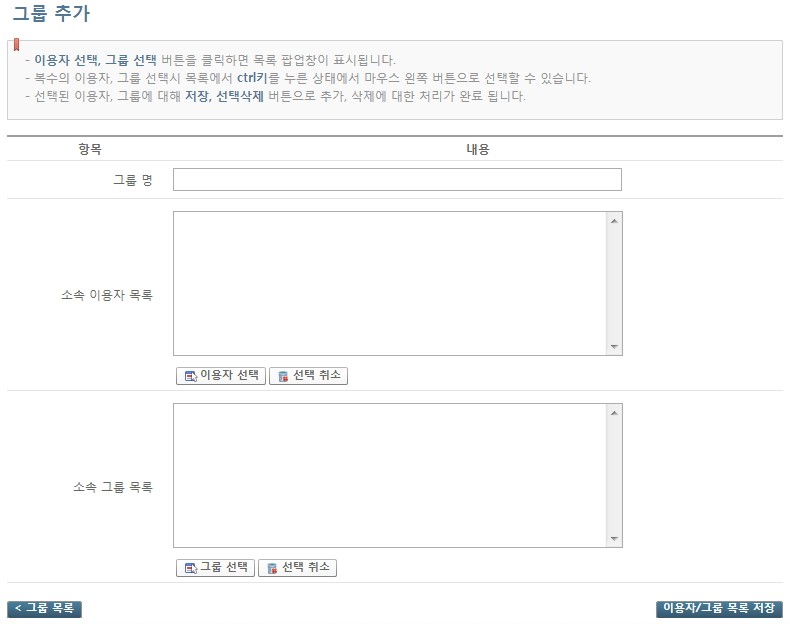 그룹 추가
- 이용자 선택, 그룹 선택 버튼을 클릭하면 목록 팝업창이 표시됩니다.
- 복수의 이용자, 그룹 선택시 목록에서 ctrl키를 누른 상태에서 마우스 왼쪽 버튼으로 선택할 수 있습니다.
- 선택된 이용자, 그룹에 대해 저장, 선택삭제 버튼으로 추가, 삭제에 대한 처리가 완료 됩니다.
항목 내용
그룹 명
소속 이용자 목록
이용자 선택 선택 취소
소속 그룹 목록
그룹 선택 선택 취소
< 그룹 목록 이용자/그룹 목록 저장